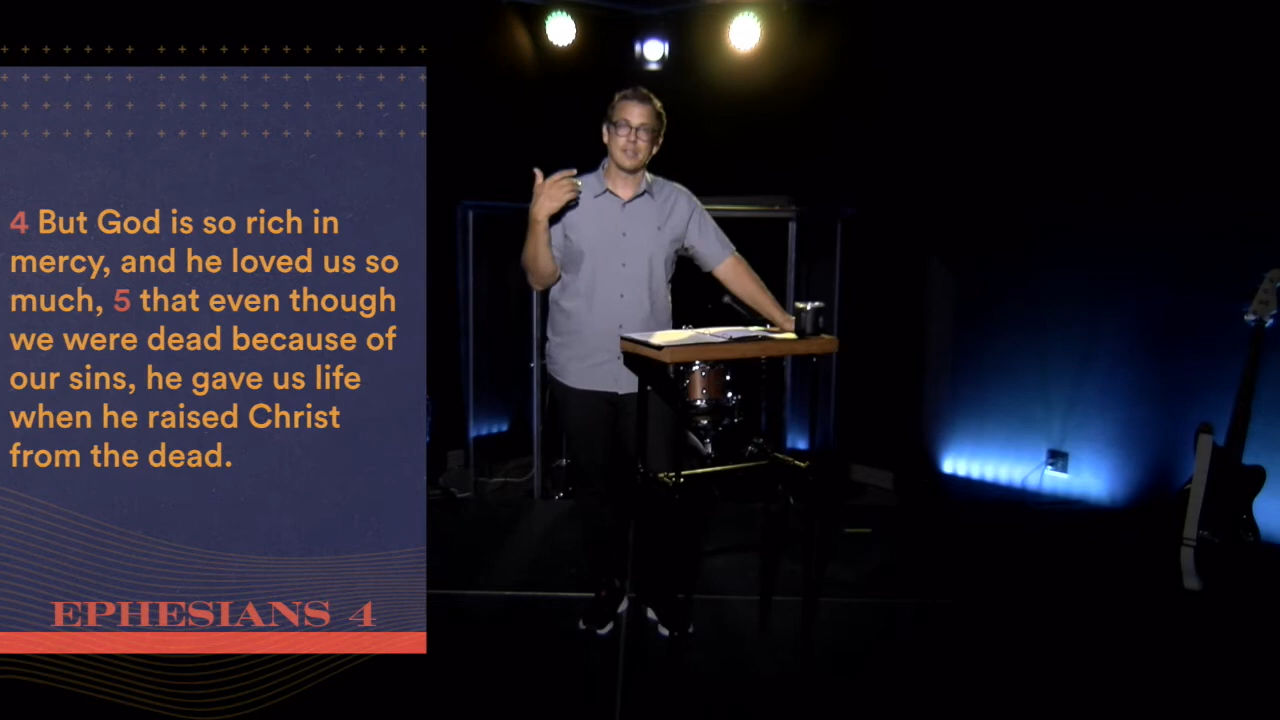 4 But God is so rich in
mercy, and he loved us so
much, 5 that even though
we were dead because of
our sins, he gave us life
when he raised Christ
from the dead.
EPHESIANS 4